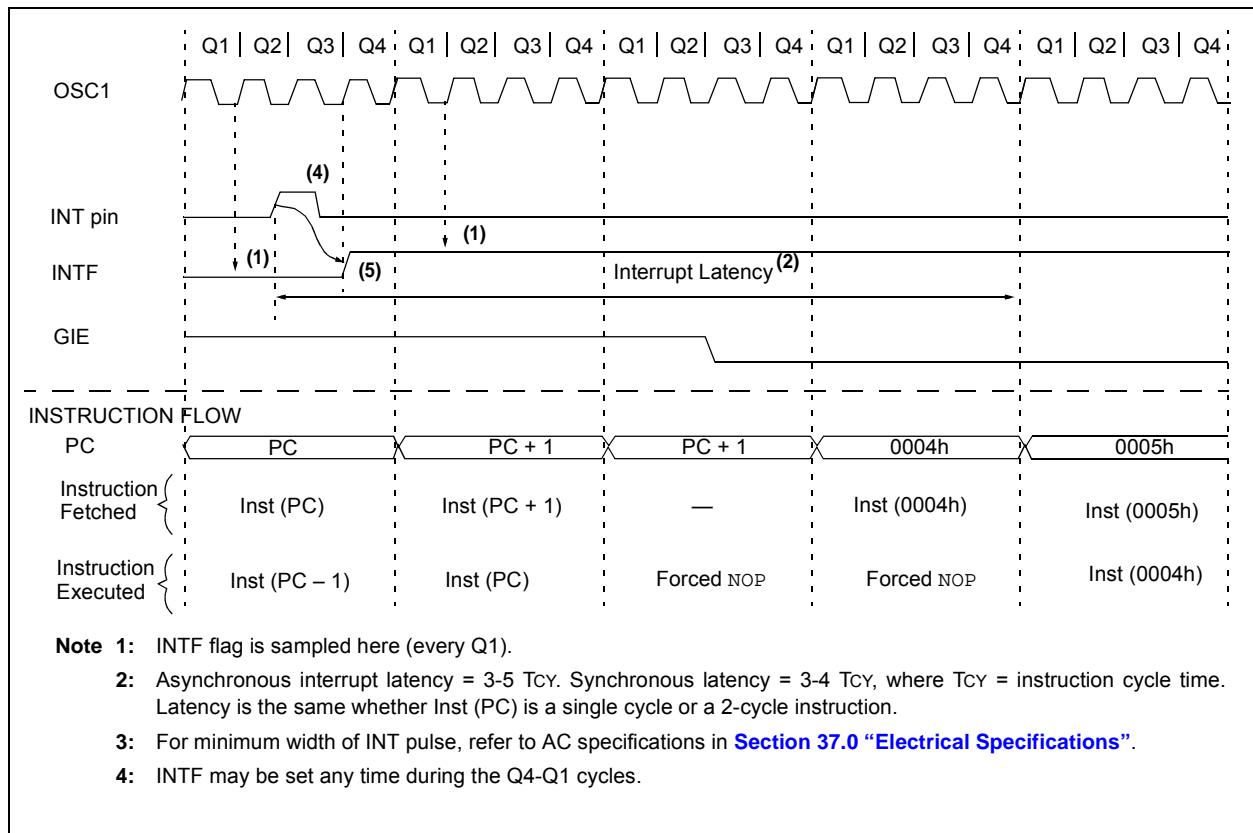 Q1 Q2 Q3 Q4 Q1 Q2 Q3 Q4 Q1 Q2 Q3 Q4 Q1 Q2 Q3 Q4 Q1 Q2 Q3 Q4
OSC1
(4)
INT pin
(1) (1)
INTF (5) Interrupt Latency(2)
GIE
INSTRUCTION FLOW
PC PC PC + 1 PC + 1 0004h 0005h
Instruction
Fetched Inst (PC) Inst (PC + 1) — Inst (0004h) Inst (0005h)
Instruction
Executed Inst (PC – 1) Inst (PC) Forced NOP Forced NOP Inst (0004h)
Note 1: INTF flag is sampled here (every Q1).
2: Asynchronous interrupt latency = 3-5 TCY. Synchronous latency = 3-4 TCY, where TCY = instruction cycle time.
Latency is the same whether Inst (PC) is a single cycle or a 2-cycle instruction.
3: For minimum width of INT pulse, refer to AC specifications in Section 37.0 “Electrical Specifications”.
4: INTF may be set any time during the Q4-Q1 cycles.